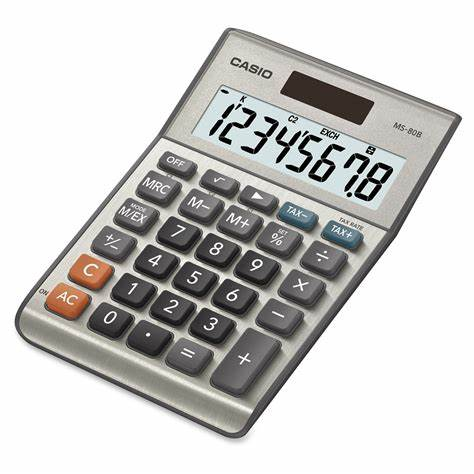 CASIO
MS-80B
K C2 EXCH
12345678
OFF √ ▶ TAX- TAX RATE TAX+
MRC M- M+ SET % ÷
MODE M/EX 7 8 9 ×
+/- 4 5 6 -
C 1 2 3 +
ON AC 0 . =